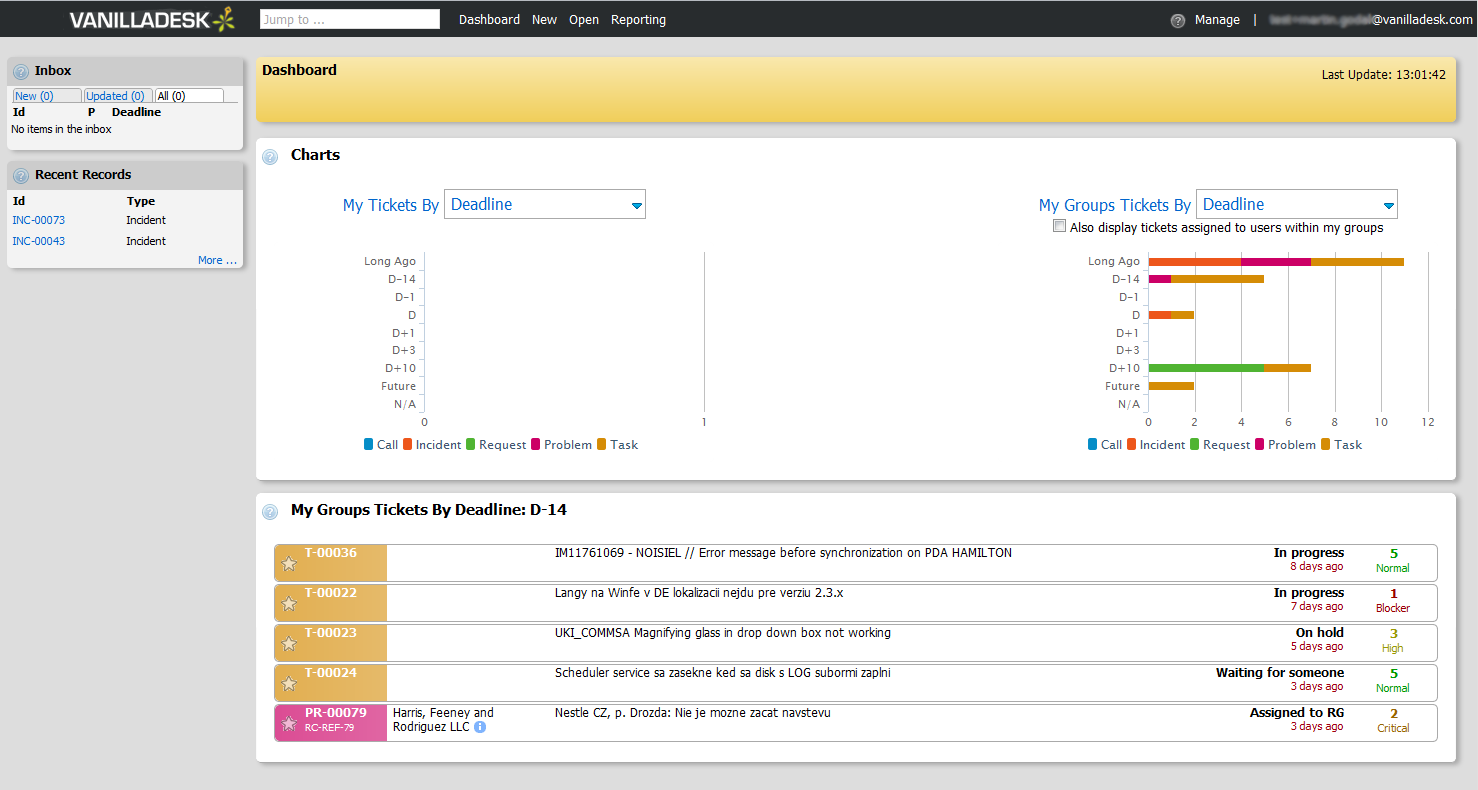 VANILLADESK
Jump to ...
Dashboard New Open Reporting
Manage | @vanilladesk.com
Inbox
New (0) Updated (0) All (0)
Id P Deadline
No items in the inbox
Recent Records
Id Type
INC-00073 Incident
INC-00043 Incident
More ...
Dashboard
Last Update: 13:01:42
Charts
My Tickets By Deadline
Long Ago
D-14
D-1
D
D+1
D+3
D+10
Future
N/A
0 1
Call Incident Request Problem Task
My Groups Tickets By Deadline
Also display tickets assigned to users within my groups
Long Ago
D-14
D-1
D
D+1
D+3
D+10
Future
N/A
0 2 4 6 8 10 12
Call Incident Request Problem Task
My Groups Tickets By Deadline: D-14
T-00036 IM11761069 - NOISIEL // Error message before synchronization on PDA HAMILTON In progress 5
8 days ago Normal
T-00022 Langy na Winfe v DE lokalizacii nejdu pre verziu 2.3.x In progress 1
7 days ago Blocker
T-00023 UKI_COMMSA Magnifying glass in drop down box not working On hold 3
5 days ago High
T-00024 Scheduler service sa zasekne ked sa disk s LOG subormi zaplni Waiting for someone 5
3 days ago Normal
PR-00079 Harris, Feeney and Nestle CZ, p. Drozda: Nie je mozne zacat navstevu Assigned to RG 2
RC-REF-79 Rodriguez LLC 3 days ago Critical